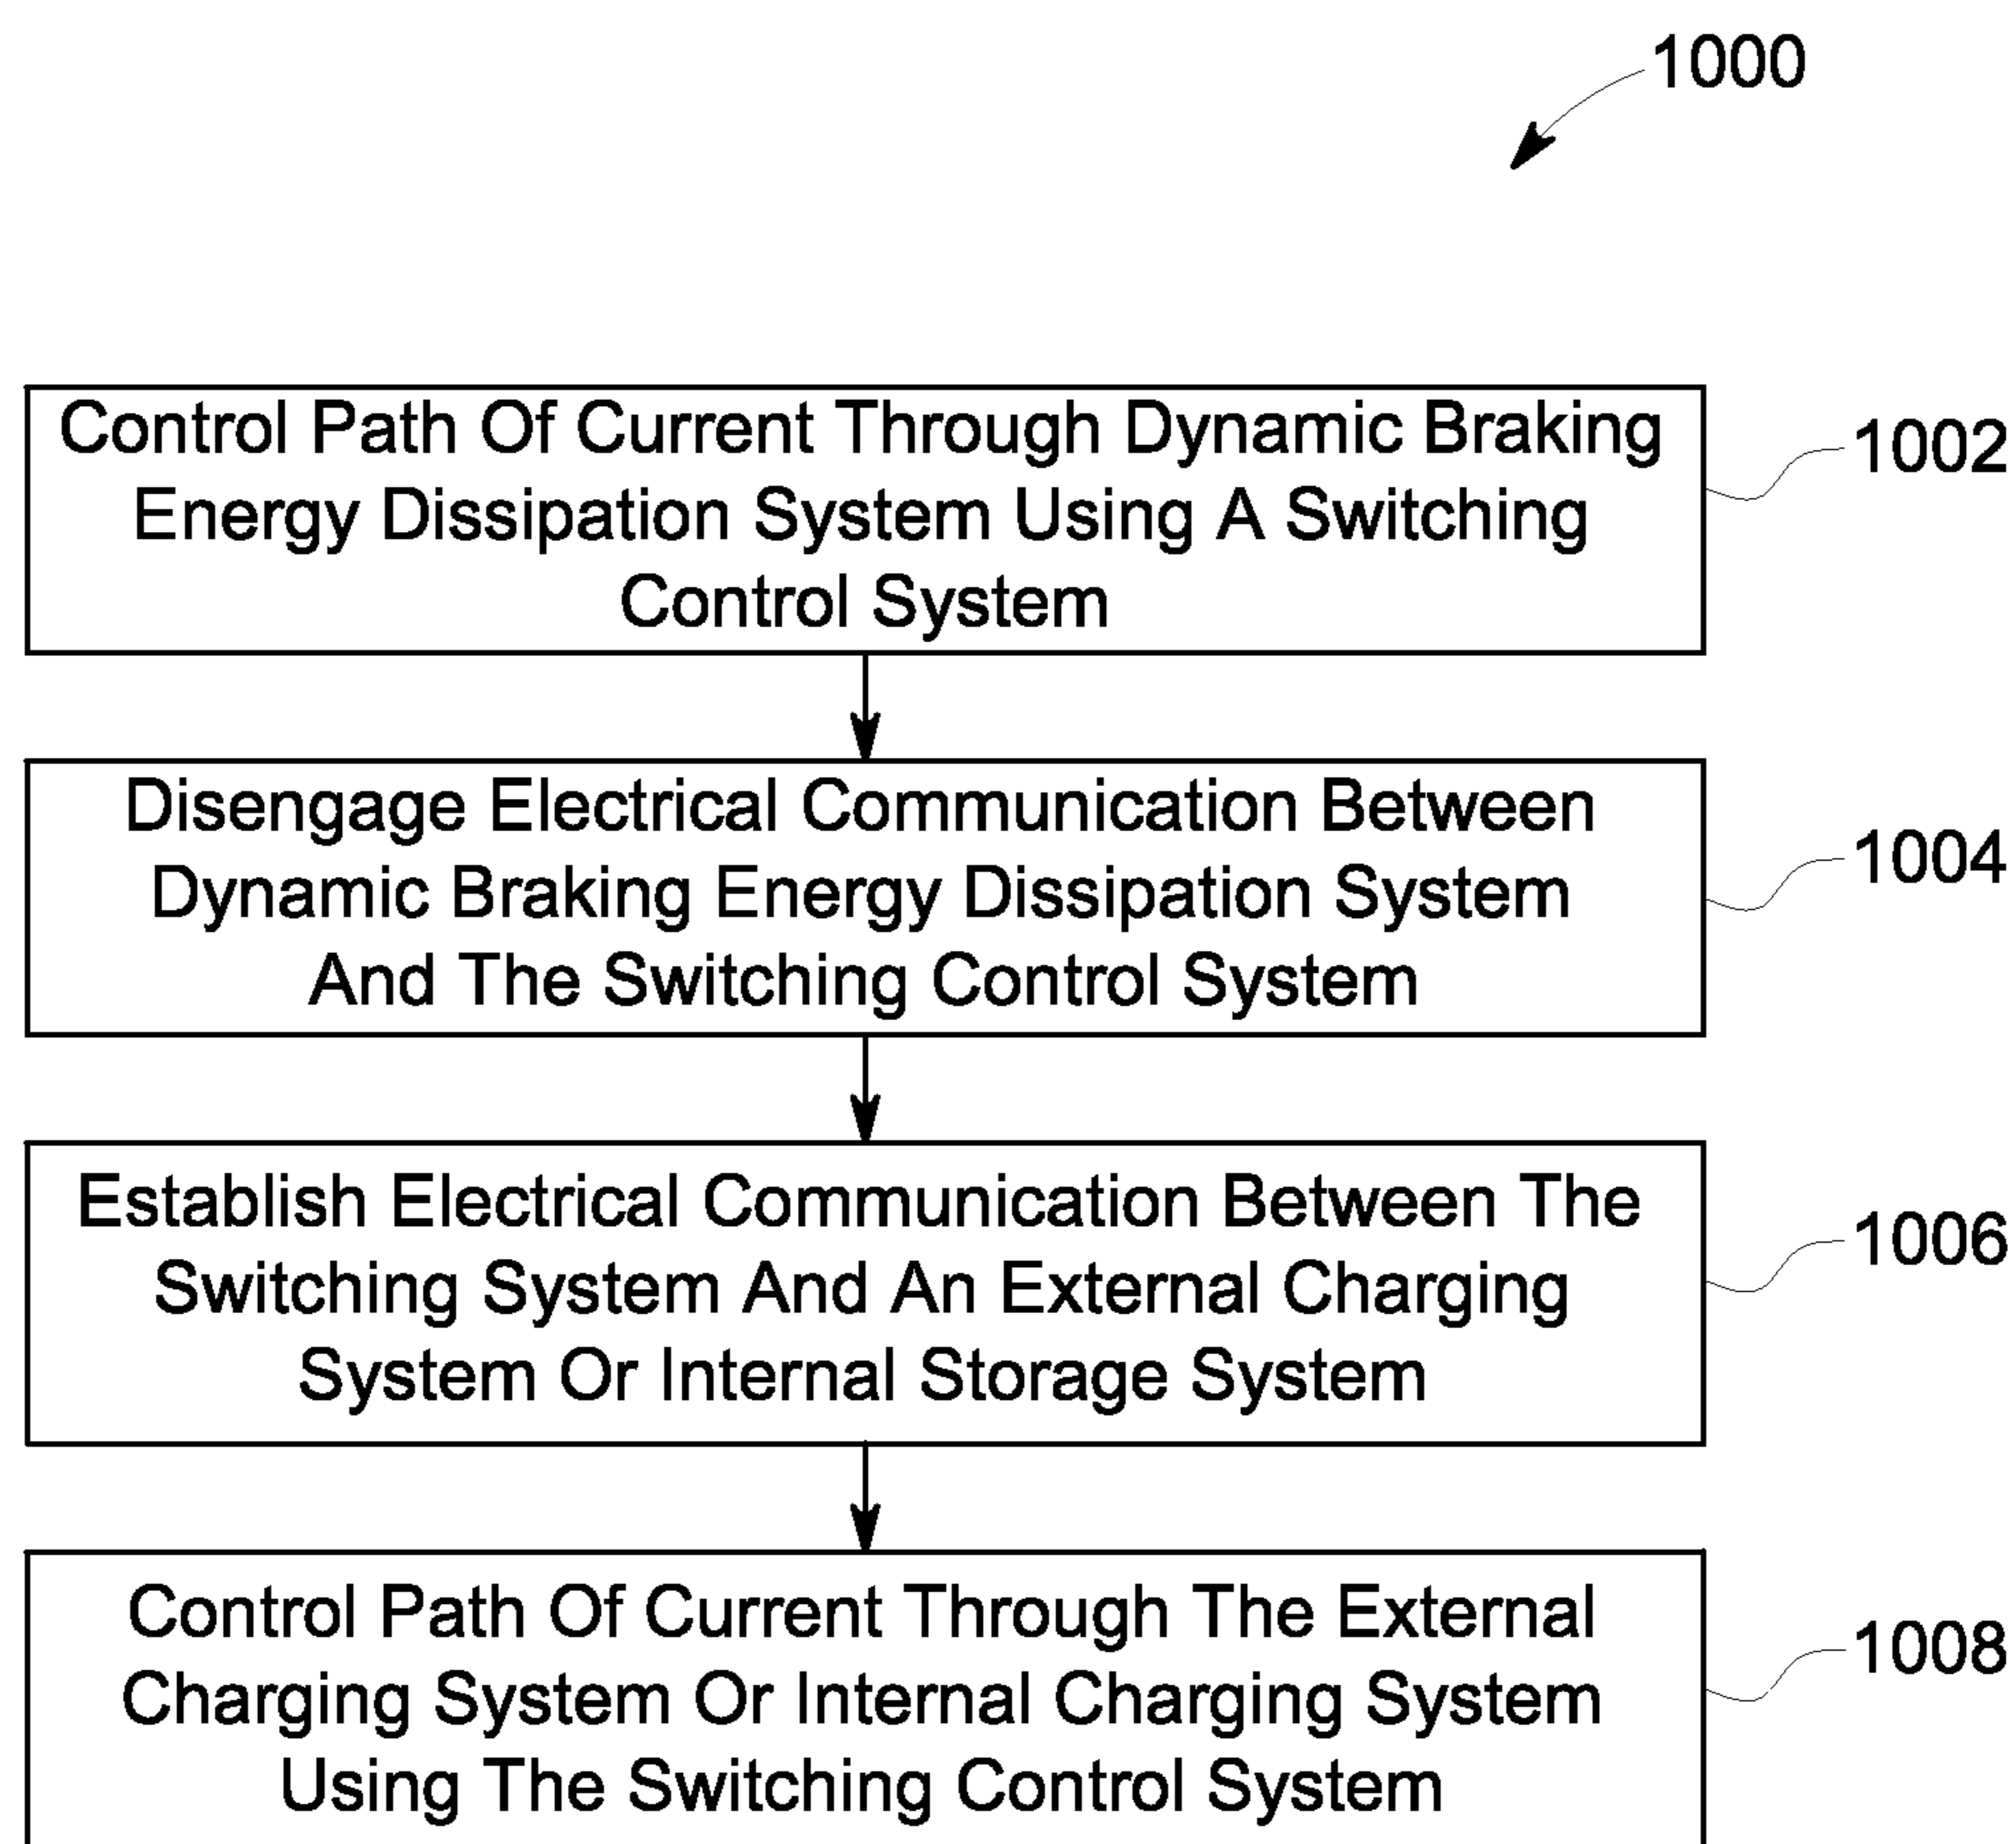 1000
Control Path Of Current Through Dynamic Braking
Energy Dissipation System Using A Switching
Control System
1002
Disengage Electrical Communication Between
Dynamic Braking Energy Dissipation System
And The Switching Control System
1004
Establish Electrical Communication Between The
Switching System And An External Charging
System Or Internal Storage System
1006
Control Path Of Current Through The External
Charging System Or Internal Charging System
Using The Switching Control System
1008